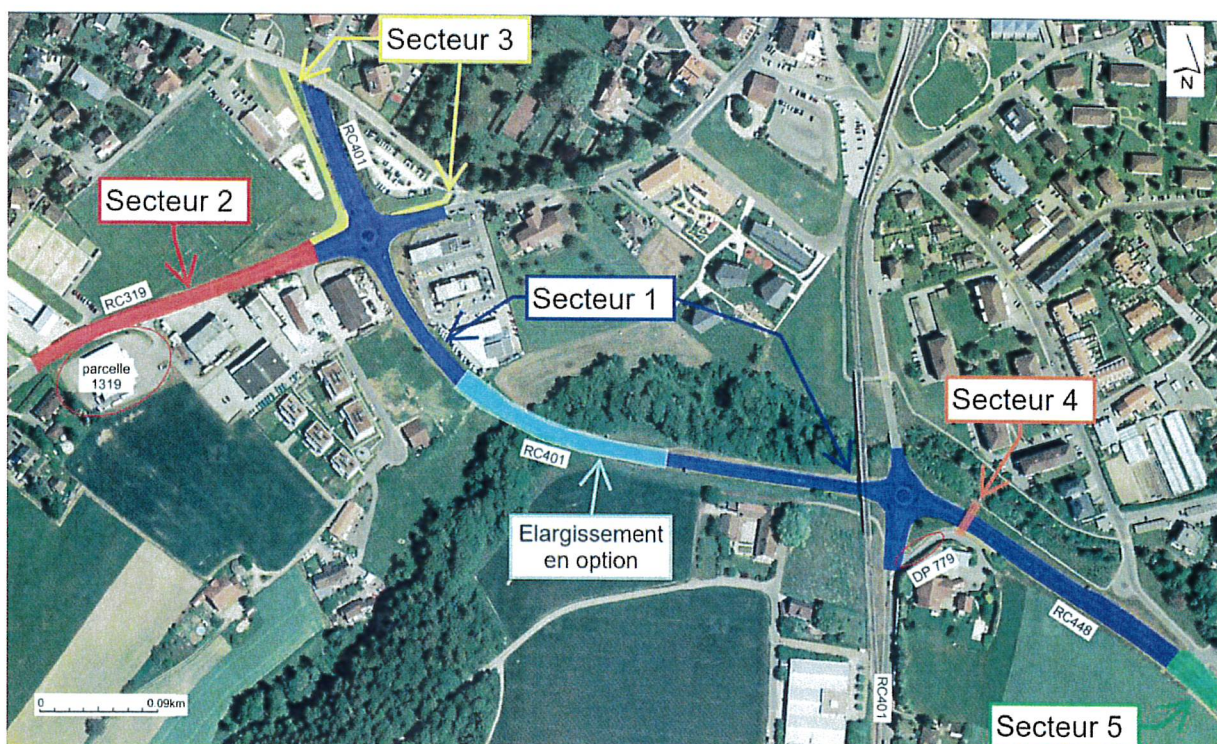 Secteur 3
N
RC401
Secteur 2
RC319
Secteur 1
parcelle
1319
Secteur 4
RC401
Elargissement
en option
DP 779
RC448
RC401
0
0.09km
Secteur 5